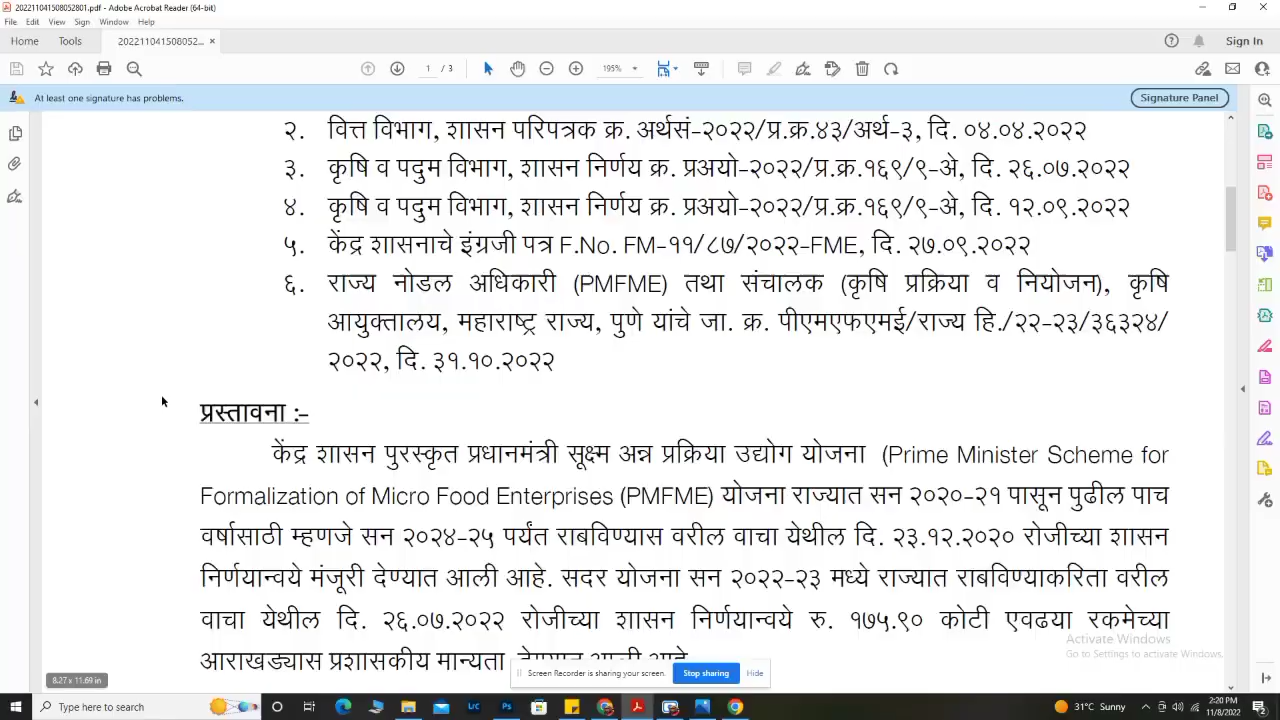 202211041508052801.pdf - Adobe Acrobat Reader (64-bit)
File Edit View Sign Window Help
Home Tools 202211041508052... × Sign In
1 / 3 195%
At least one signature has problems. Signature Panel
२. वित्त विभाग, शासन परिपत्रक क्र. अर्थसं-२०२२/प्र.क्र.४३/अर्थ-३, दि. ०४.०४.२०२२
३. कृषि व पदुम विभाग, शासन निर्णय क्र. प्रअयो-२०२२/प्र.क्र.१६९/९-अे, दि. २६.०७.२०२२
४. कृषि व पदुम विभाग, शासन निर्णय क्र. प्रअयो-२०२२/प्र.क्र.१६९/९-अे, दि. १२.०९.२०२२
५. केंद्र शासनाचे इंग्रजी पत्र F.No. FM-११/८७/२०२२-FME, दि. २७.०९.२०२२
६. राज्य नोडल अधिकारी (PMFME) तथा संचालक (कृषि प्रक्रिया व नियोजन), कृषि
आयुक्तालय, महाराष्ट्र राज्य, पुणे यांचे जा. क्र. पीएमएफएमई/राज्य हि./२२-२३/३६३२४/
२०२२, दि. ३१.१०.२०२२
प्रस्तावना :-
केंद्र शासन पुरस्कृत प्रधानमंत्री सूक्ष्म अन्न प्रक्रिया उद्योग योजना (Prime Minister Scheme for
Formalization of Micro Food Enterprises (PMFME) योजना राज्यात सन २०२०-२१ पासून पुढील पाच
वर्षासाठी म्हणजे सन २०२४-२५ पर्यंत राबविण्यास वरील वाचा येथील दि. २३.१२.२०२० रोजीच्या शासन
निर्णयान्वये मंजूरी देण्यात आली आहे. सदर योजना सन २०२२-२३ मध्ये राज्यात राबविण्याकरिता वरील
वाचा येथील दि. २६.०७.२०२२ रोजीच्या शासन निर्णयान्वये रु. १७५.९० कोटी एवढया रकमेच्या
आराखड्यास प्रशासकीय मान्यता देण्यात आली आहे.
Activate Windows
Go to Settings to activate Windows.
Screen Recorder is sharing your screen. Stop sharing Hide
8.27 x 11.69 in
Type here to search
31°C Sunny
2:20 PM
11/8/2022